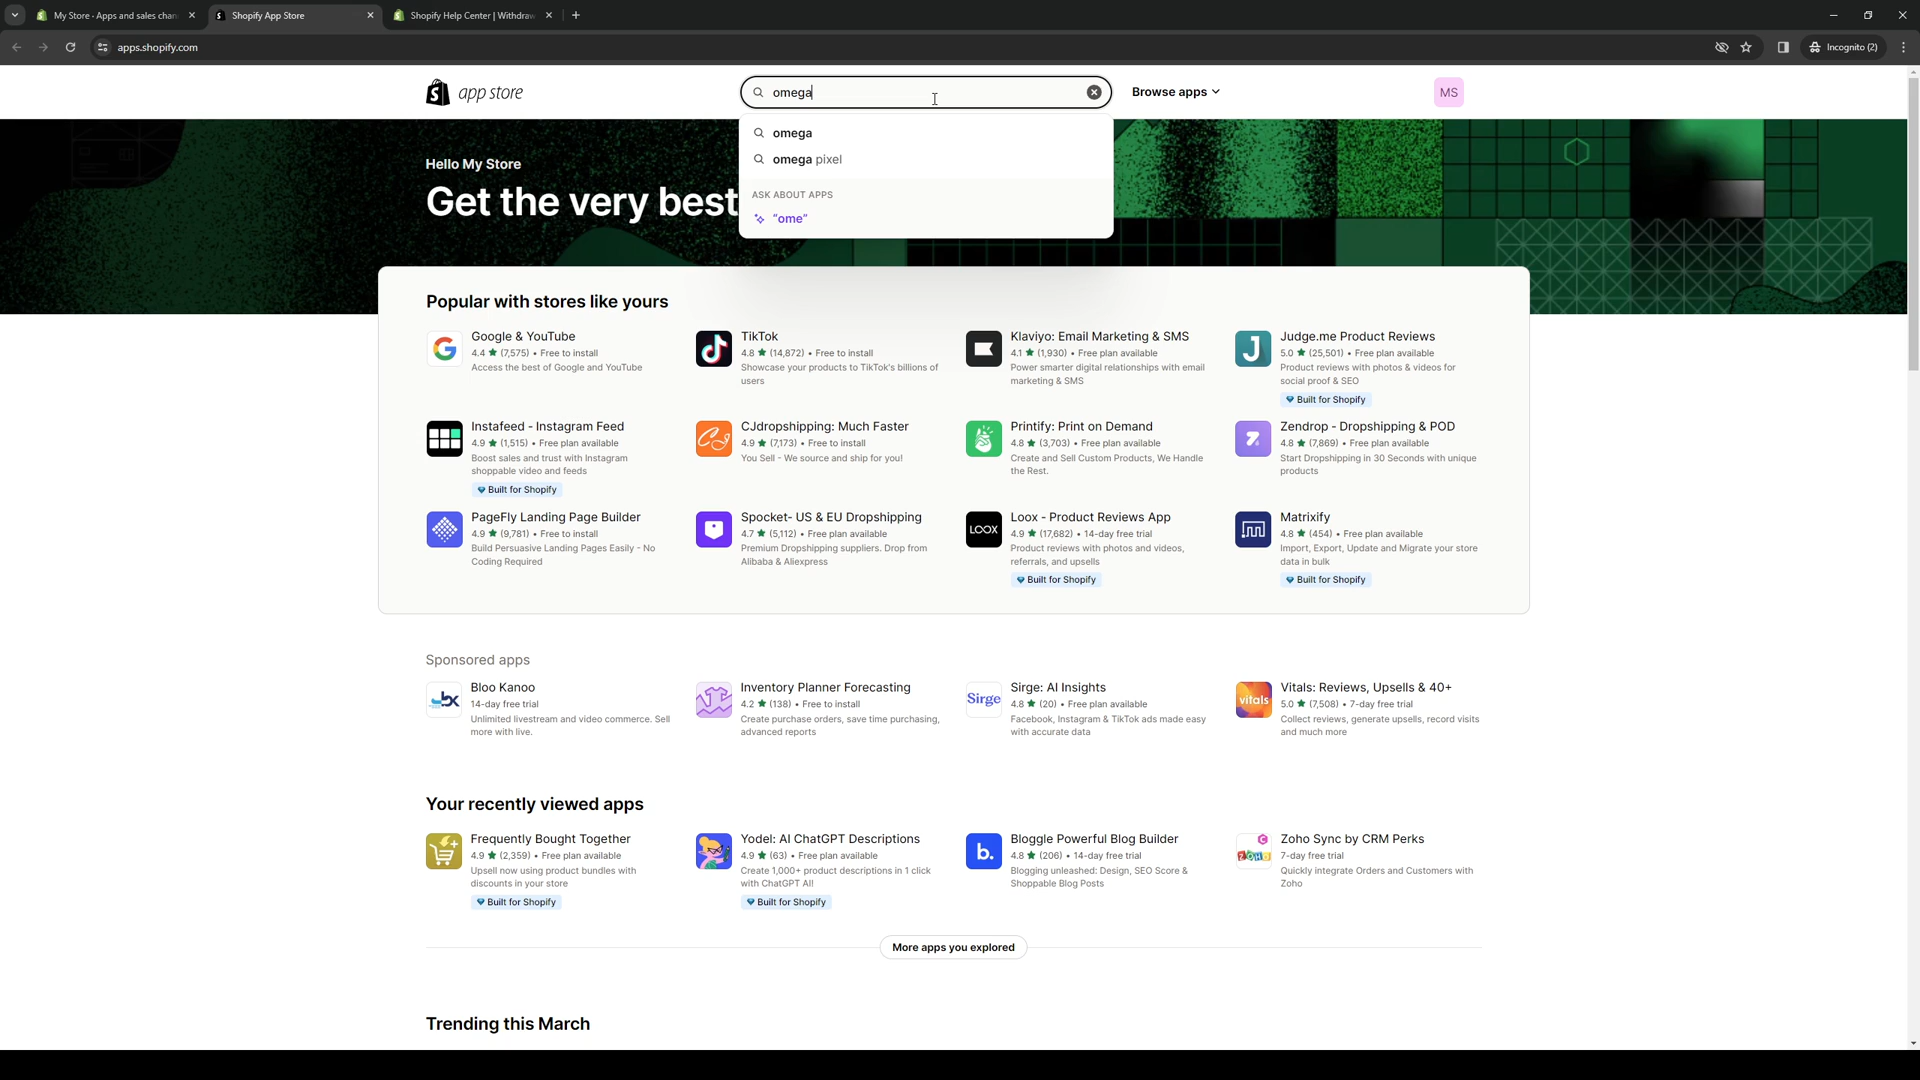 My Store · Apps and sales chan
Shopify App Store
Shopify Help Center | Withdraw
apps.shopify.com
Incognito (2)
app store
omega
Browse apps
MS
omega
omega pixel
ASK ABOUT APPS
"ome"
Hello My Store
Get the very best
Popular with stores like yours
Google & YouTube
4.4 ★ (7,575) • Free to install
Access the best of Google and YouTube
TikTok
4.8 ★ (14,872) • Free to install
Showcase your products to TikTok's billions of
users
Klaviyo: Email Marketing & SMS
4.1 ★ (1,930) • Free plan available
Power smarter digital relationships with email
marketing & SMS
Judge.me Product Reviews
5.0 ★ (25,501) • Free plan available
Product reviews with photos & videos for
social proof & SEO
Built for Shopify
Instafeed - Instagram Feed
4.9 ★ (1,515) • Free plan available
Boost sales and trust with Instagram
shoppable video and feeds
Built for Shopify
CJdropshipping: Much Faster
4.9 ★ (7,173) • Free to install
You Sell - We source and ship for you!
Printify: Print on Demand
4.8 ★ (3,703) • Free plan available
Create and Sell Custom Products, We Handle
the Rest.
Zendrop - Dropshipping & POD
4.8 ★ (7,869) • Free plan available
Start Dropshipping in 30 Seconds with unique
products
PageFly Landing Page Builder
4.9 ★ (9,781) • Free to install
Build Persuasive Landing Pages Easily - No
Coding Required
Spocket- US & EU Dropshipping
4.7 ★ (5,112) • Free plan available
Premium Dropshipping suppliers. Drop from
Alibaba & Aliexpress
LOOX
Loox - Product Reviews App
4.9 ★ (17,682) • 14-day free trial
Product reviews with photos and videos,
referrals, and upsells
Built for Shopify
Matrixify
4.8 ★ (454) • Free plan available
Import, Export, Update and Migrate your store
data in bulk
Built for Shopify
Sponsored apps
Bloo Kanoo
14-day free trial
Unlimited livestream and video commerce. Sell
more with live.
Inventory Planner Forecasting
4.2 ★ (138) • Free to install
Create purchase orders, save time purchasing,
advanced reports
Sirge
Sirge: AI Insights
4.8 ★ (20) • Free plan available
Facebook, Instagram & TikTok ads made easy
with accurate data
vitals
Vitals: Reviews, Upsells & 40+
5.0 ★ (7,508) • 7-day free trial
Collect reviews, generate upsells, record visits
and much more
Your recently viewed apps
Frequently Bought Together
4.9 ★ (2,359) • Free plan available
Upsell now using product bundles with
discounts in your store
Built for Shopify
Yodel: AI ChatGPT Descriptions
4.9 ★ (63) • Free plan available
Create 1,000+ product descriptions in 1 click
with ChatGPT AI!
Built for Shopify
b.
Bloggle Powerful Blog Builder
4.8 ★ (206) • 14-day free trial
Blogging unleashed: Design, SEO Score &
Shoppable Blog Posts
ZOHO
Zoho Sync by CRM Perks
7-day free trial
Quickly integrate Orders and Customers with
Zoho
More apps you explored
Trending this March